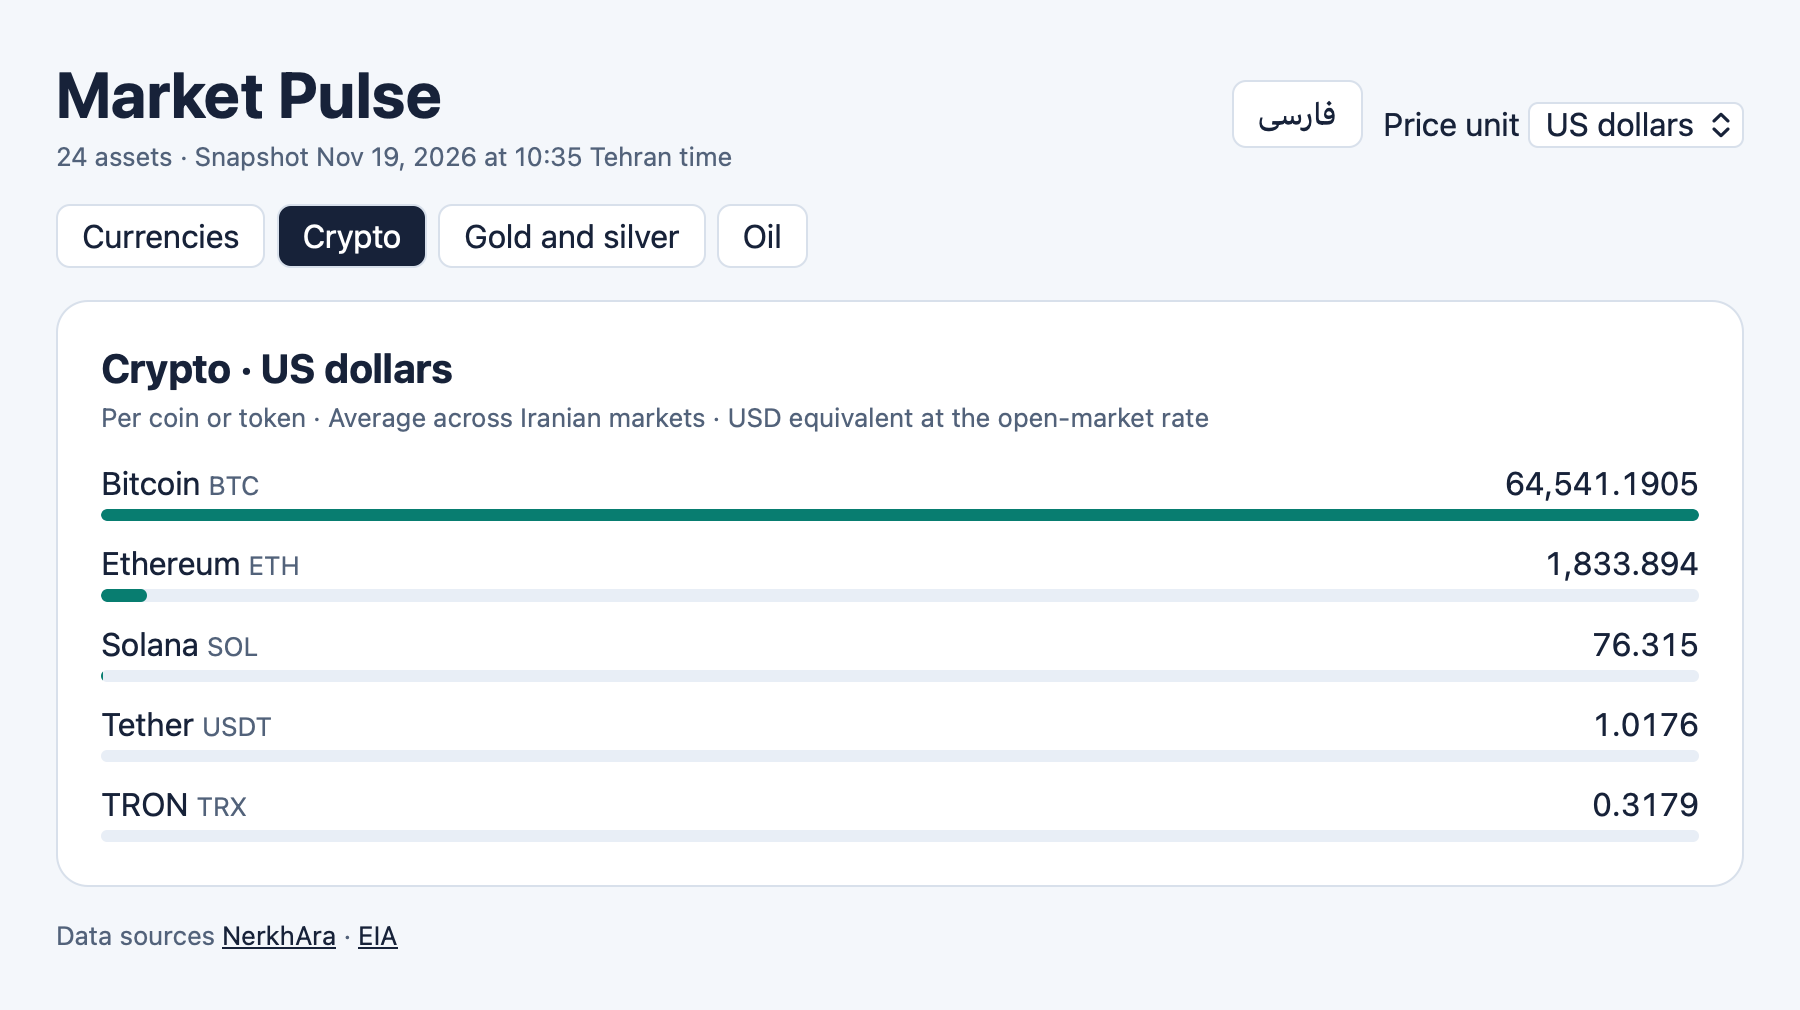 Market Pulse
24 assets · Snapshot Nov 19, 2026 at 10:35 Tehran time
فارسی
Price unit US dollars
Currencies Crypto Gold and silver Oil
Crypto · US dollars
Per coin or token · Average across Iranian markets · USD equivalent at the open-market rate
Bitcoin BTC 64,541.1905
Ethereum ETH 1,833.894
Solana SOL 76.315
Tether USDT 1.0176
TRON TRX 0.3179
Data sources NerkhAra · EIA